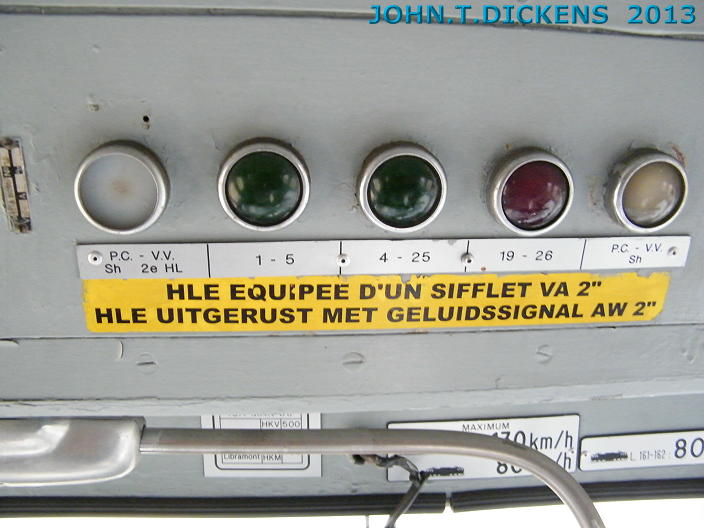 JOHN.T.DICKENS 2013
P.C. - V.V.
Sh 2e HL
1 - 5
4 - 25
19 - 26
P.C. - V.V.
Sh
HLE EQUIPEE D'UN SIFFLET VA 2"
HLE UITGERUST MET GELUIDSSIGNAL AW 2"
HKV 500
Libramont HKM
MAXIMUM
km/h
L. 161-162: 80